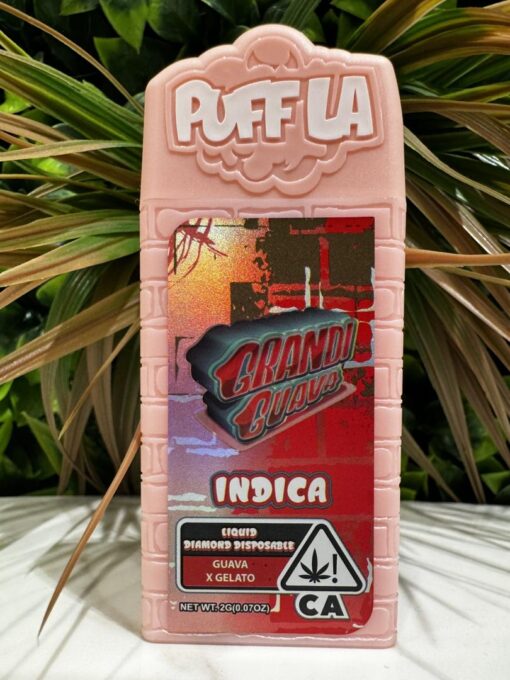 PUFF LA
GRANDI
GUAVA
INDICA
LIQUID
DIAMOND DISPOSABLE
GUAVA
X GELATO
!
NET WT. 2G(0.07OZ)
CA